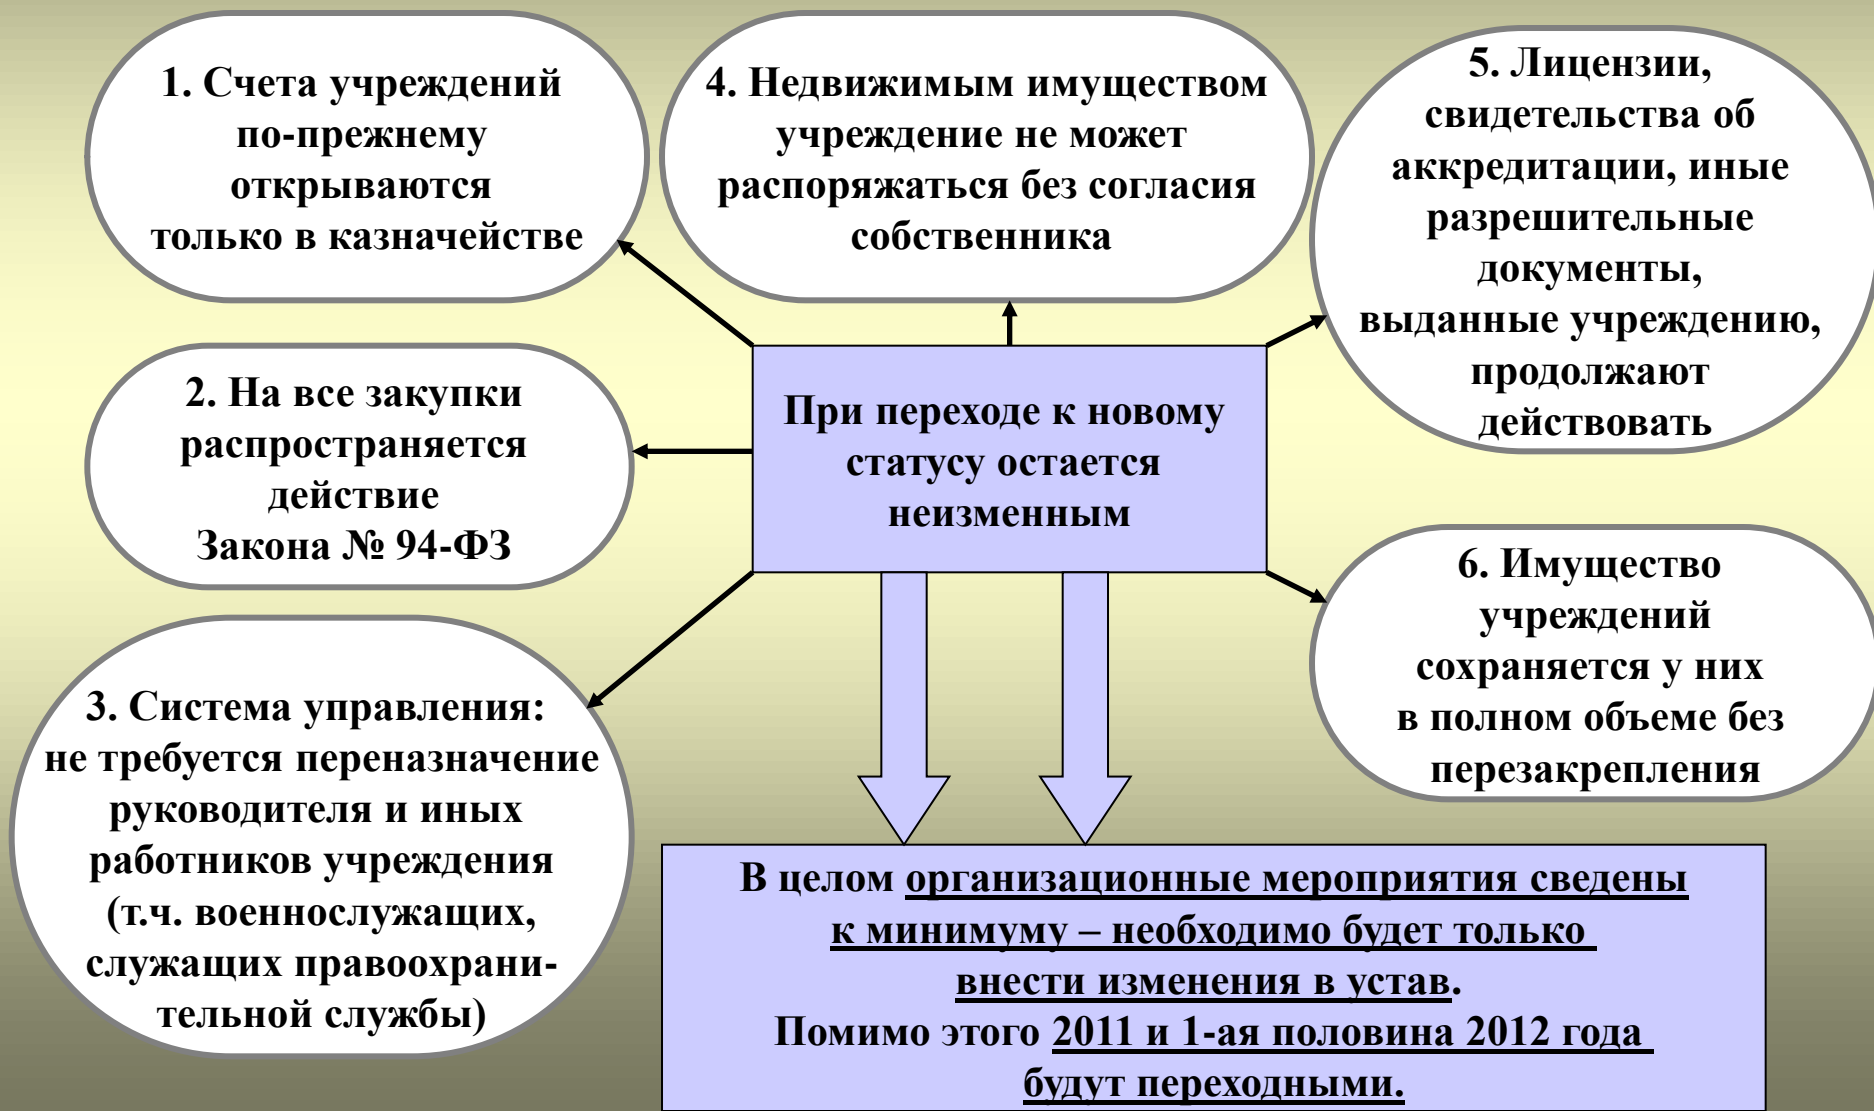 1. Счета учреждений
по-прежнему
открываются
только в казначействе
2. На все закупки
распространяется
действие
Закона № 94-ФЗ
3. Система управления:
не требуется переназначение
руководителя и иных
работников учреждения
(т.ч. военнослужащих,
служащих правоохрани-
тельной службы)
4. Недвижимым имуществом
учреждение не может
распоряжаться без согласия
собственника
5. Лицензии,
свидетельства об
аккредитации, иные
разрешительные
документы,
выданные учреждению,
продолжают
действовать
6. Имущество
учреждений
сохраняется у них
в полном объеме без
перезакрепления
При переходе к новому
статусу остается
неизменным
В целом организационные мероприятия сведены
к минимуму – необходимо будет только
внести изменения в устав.
Помимо этого 2011 и 1-ая половина 2012 года
будут переходными.